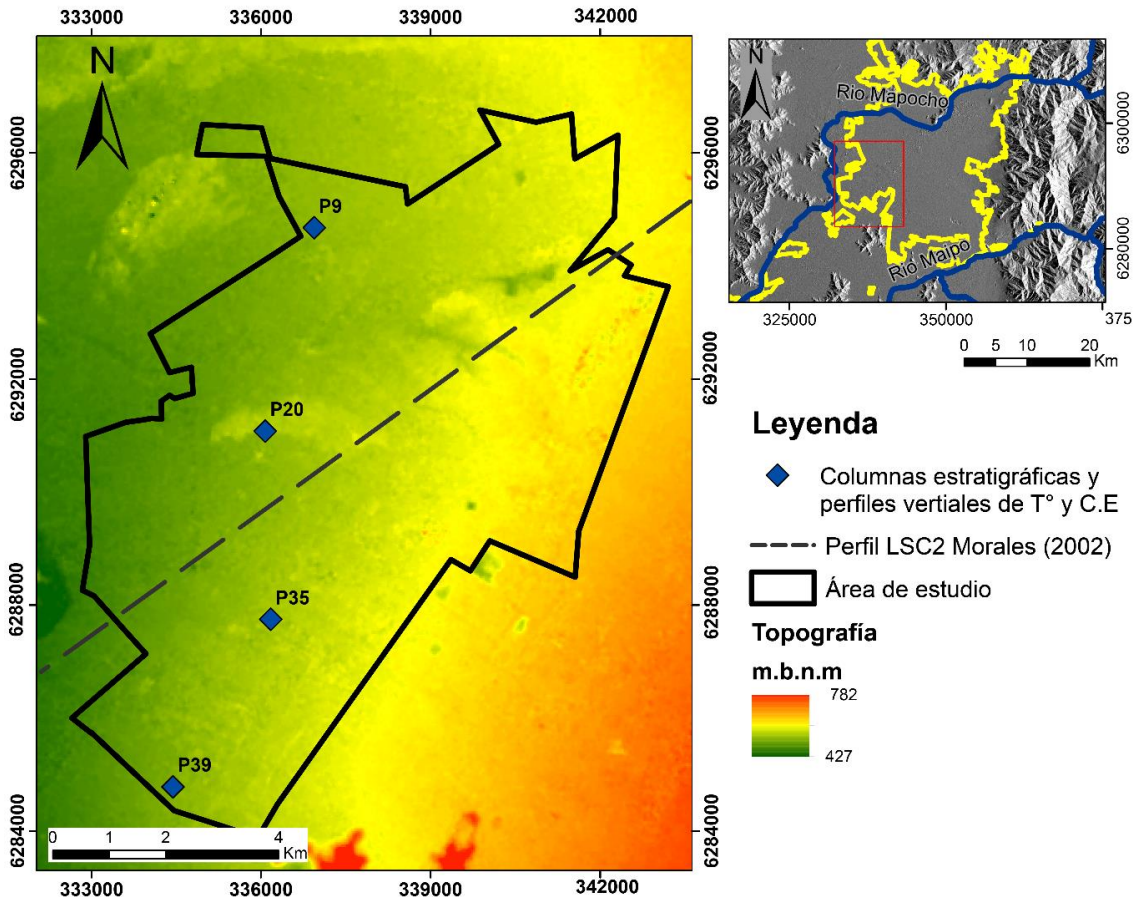 333000 336000 339000 342000
N
6296000
6292000
6288000
6284000
P9
P20
P35
P39
0 1 2 4
Km
6296000
6292000
6288000
6284000
333000 336000 339000 342000
N
Rio Mapocho
Rio Maipo
6300000
6280000
325000 350000 375
0 5 10 20
Km
Leyenda
Columnas estratigráficas y
perfiles vertiales de T° y C.E
Perfil LSC2 Morales (2002)
Área de estudio
Topografía
m.b.n.m
782
427